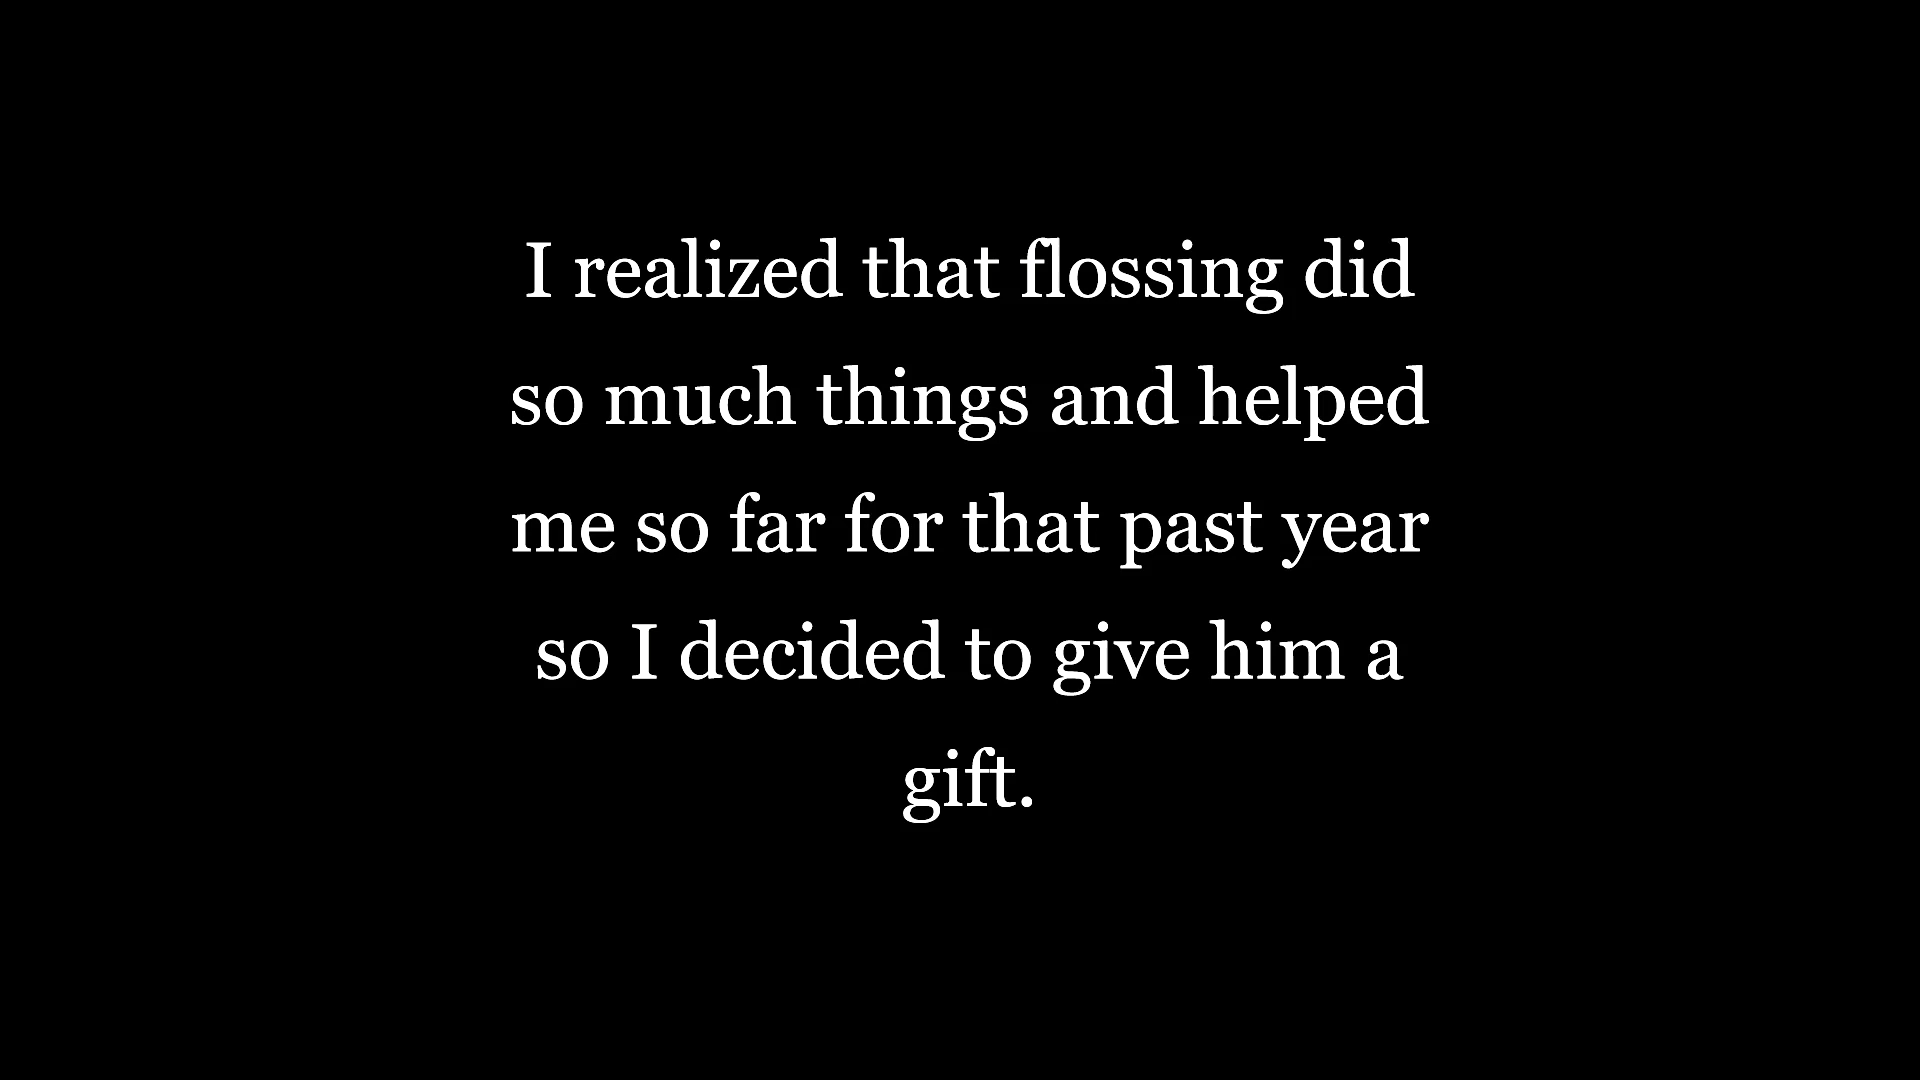 I realized that flossing did
so much things and helped
me so far for that past year
so I decided to give him a
gift.